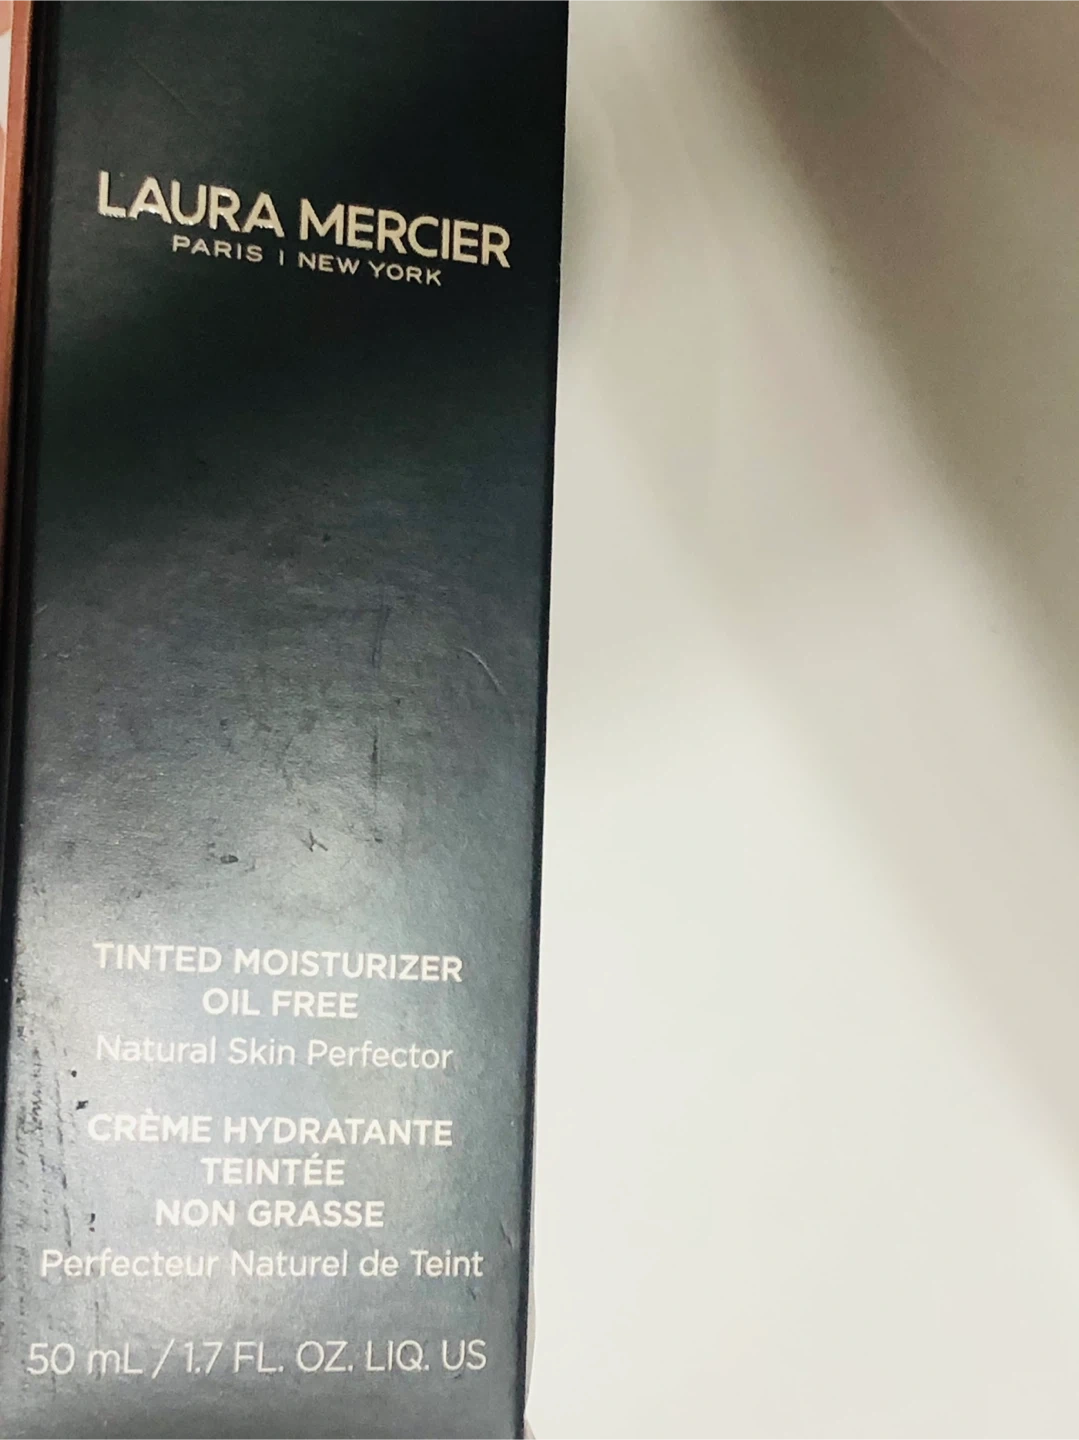 LAURA MERCIER
PARIS | NEW YORK
TINTED MOISTURIZER
OIL FREE
Natural Skin Perfector
CRÈME HYDRATANTE
TEINTÉE
NON GRASSE
Perfecteur Naturel de Teint
50 mL / 1.7 FL. OZ. LIQ. US